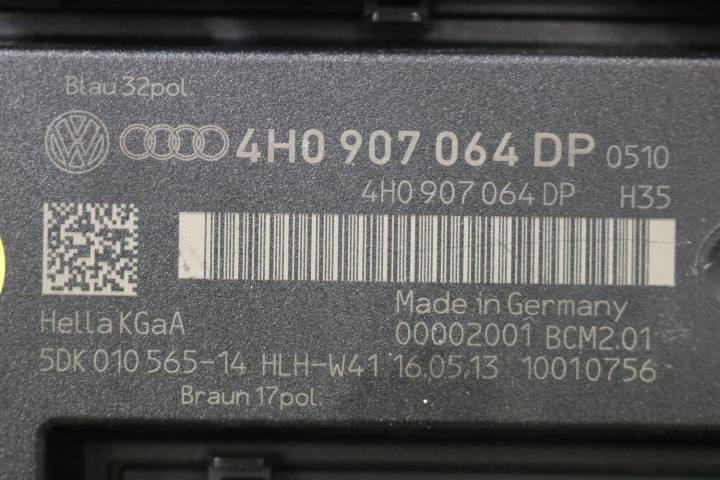 Blau 32pol.
4H0 907 064 DP 0510
4H0 907 064 DP H35
Made in Germany
Hella KGaA 00002001 BCM2.01
5DK 010 565-14 HLH-W41 16.05.13 10010756
Braun 17pol.